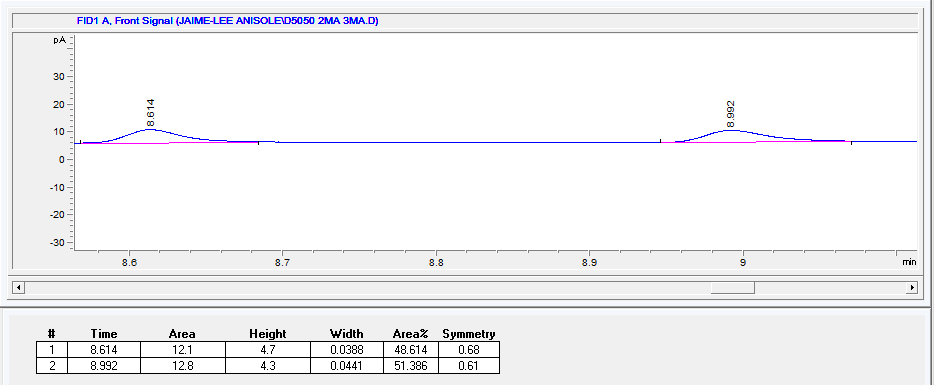 FID1 A, Front Signal (JAIME-LEE ANISOLE\D5050 2MA 3MA.D)
pA
30
20
10
0
-10
-20
-30
8.614
8.992
8.6 8.7 8.8 8.9 9 min
# Time Area Height Width Area% Symmetry
1 8.614 12.1 4.7 0.0388 48.614 0.68
2 8.992 12.8 4.3 0.0441 51.386 0.61